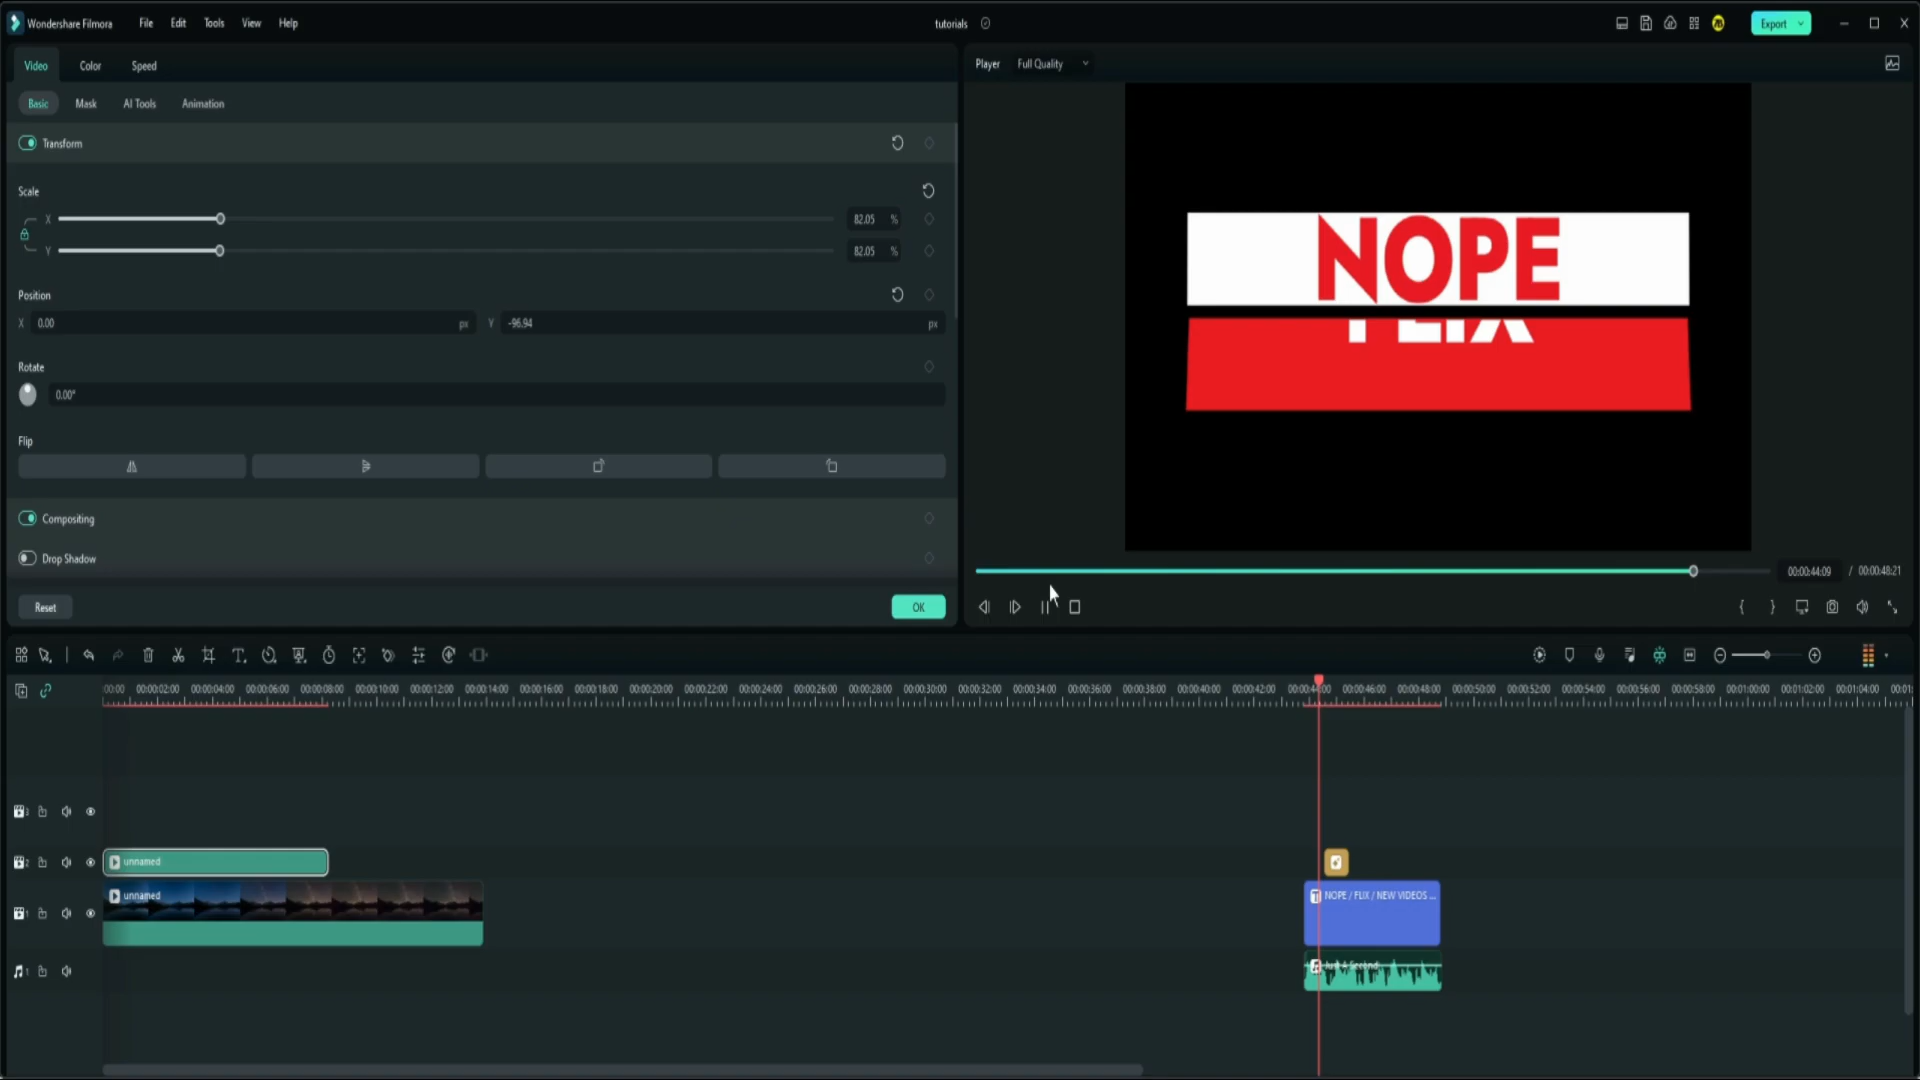 Wondershare Filmora File Edit Tools View Help
tutorials
Export
Video Color Speed
Player Full Quality
Basic Mask AI Tools Animation
Transform
Scale
X 82.05 %
Y 82.05 %
Position
X 0.00 px Y -96.94 px
Rotate
0.00°
Flip
Compositing
Drop Shadow
Reset OK
NOPE
FLIX
00:00:44:09 / 00:00:48:21
:00:00 00:00:02:00 00:00:04:00 00:00:06:00 00:00:08:00 00:00:10:00 00:00:12:00 00:00:14:00 00:00:16:00 00:00:18:00 00:00:20:00 00:00:22:00 00:00:24:00 00:00:26:00 00:00:28:00 00:00:30:00 00:00:32:00 00:00:34:00 00:00:36:00 00:00:38:00 00:00:40:00 00:00:42:00 00:00:44:00 00:00:46:00 00:00:48:00 00:00:50:00 00:00:52:00 00:00:54:00 00:00:56:00 00:00:58:00 00:01:00:00 00:01:02:00 00:01:04:00 00:01:
3
2 unnamed
unnamed
1
NOPE / FLIX / NEW VIDEOS ...
1
Just A Second